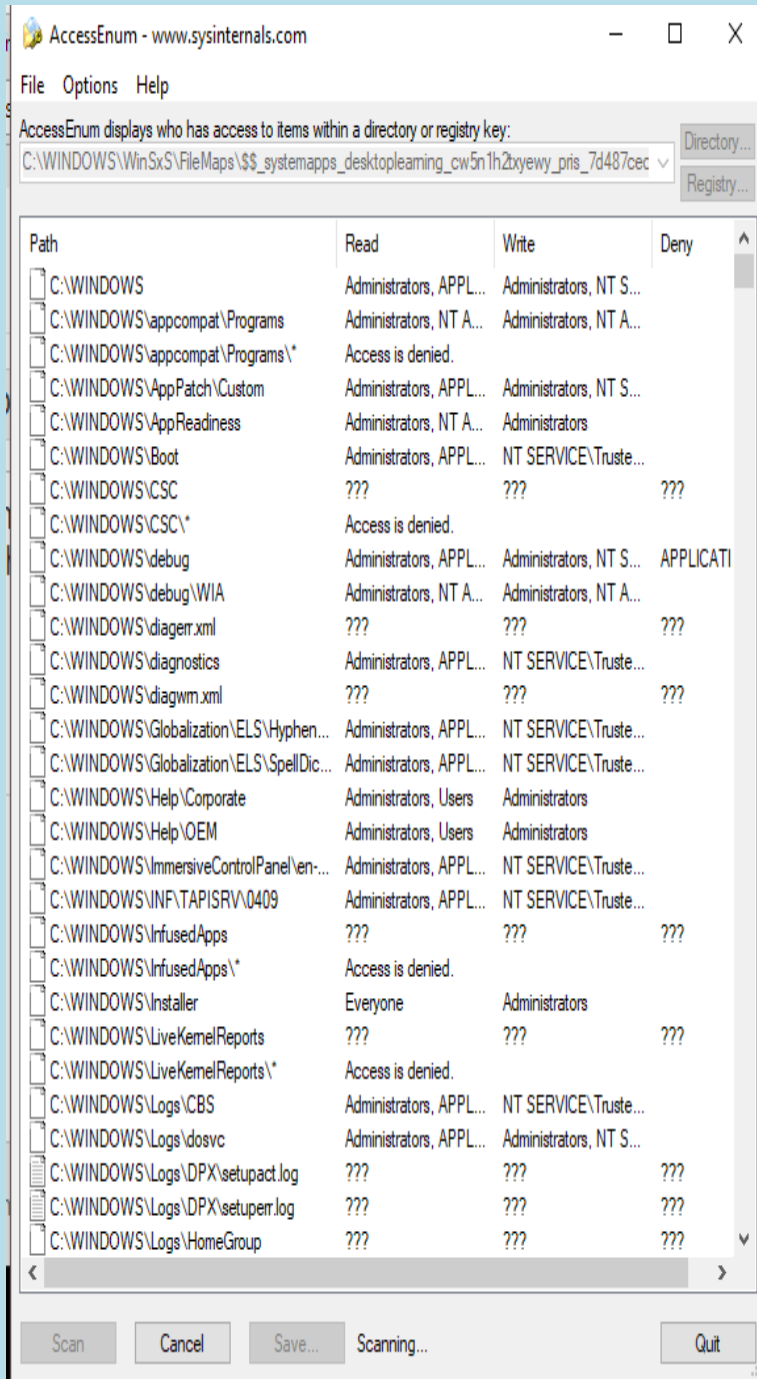 AccessEnum - www.sysinternals.com
File Options Help
AccessEnum displays who has access to items within a directory or registry key:
C:\WINDOWS\WinSxS\FileMaps\$$_systemapps_desktoplearning_cw5n1h2txyewy_pris_7d487cec
Directory...
Registry...
Path Read Write Deny
C:\WINDOWS Administrators, APPL... Administrators, NT S...
C:\WINDOWS\appcompat\Programs Administrators, NT A... Administrators, NT A...
C:\WINDOWS\appcompat\Programs\* Access is denied.
C:\WINDOWS\AppPatch\Custom Administrators, APPL... Administrators, NT S...
C:\WINDOWS\AppReadiness Administrators, NT A... Administrators
C:\WINDOWS\Boot Administrators, APPL... NT SERVICE\Truste...
C:\WINDOWS\CSC ??? ??? ???
C:\WINDOWS\CSC\* Access is denied.
C:\WINDOWS\debug Administrators, APPL... Administrators, NT S... APPLICATI
C:\WINDOWS\debug\WIA Administrators, NT A... Administrators, NT A...
C:\WINDOWS\diagerr.xml ??? ??? ???
C:\WINDOWS\diagnostics Administrators, APPL... NT SERVICE\Truste...
C:\WINDOWS\diagwrn.xml ??? ??? ???
C:\WINDOWS\Globalization\ELS\Hyphen... Administrators, APPL... NT SERVICE\Truste...
C:\WINDOWS\Globalization\ELS\SpellDic... Administrators, APPL... NT SERVICE\Truste...
C:\WINDOWS\Help\Corporate Administrators, Users Administrators
C:\WINDOWS\Help\OEM Administrators, Users Administrators
C:\WINDOWS\ImmersiveControlPanel\en-... Administrators, APPL... NT SERVICE\Truste...
C:\WINDOWS\INF\TAPISRV\0409 Administrators, APPL... NT SERVICE\Truste...
C:\WINDOWS\InfusedApps ??? ??? ???
C:\WINDOWS\InfusedApps\* Access is denied.
C:\WINDOWS\Installer Everyone Administrators
C:\WINDOWS\LiveKernelReports ??? ??? ???
C:\WINDOWS\LiveKernelReports\* Access is denied.
C:\WINDOWS\Logs\CBS Administrators, APPL... NT SERVICE\Truste...
C:\WINDOWS\Logs\dosvc Administrators, APPL... Administrators, NT S...
C:\WINDOWS\Logs\DPX\setupact.log ??? ??? ???
C:\WINDOWS\Logs\DPX\setuperr.log ??? ??? ???
C:\WINDOWS\Logs\HomeGroup ??? ??? ???
Scan Cancel Save... Scanning... Quit